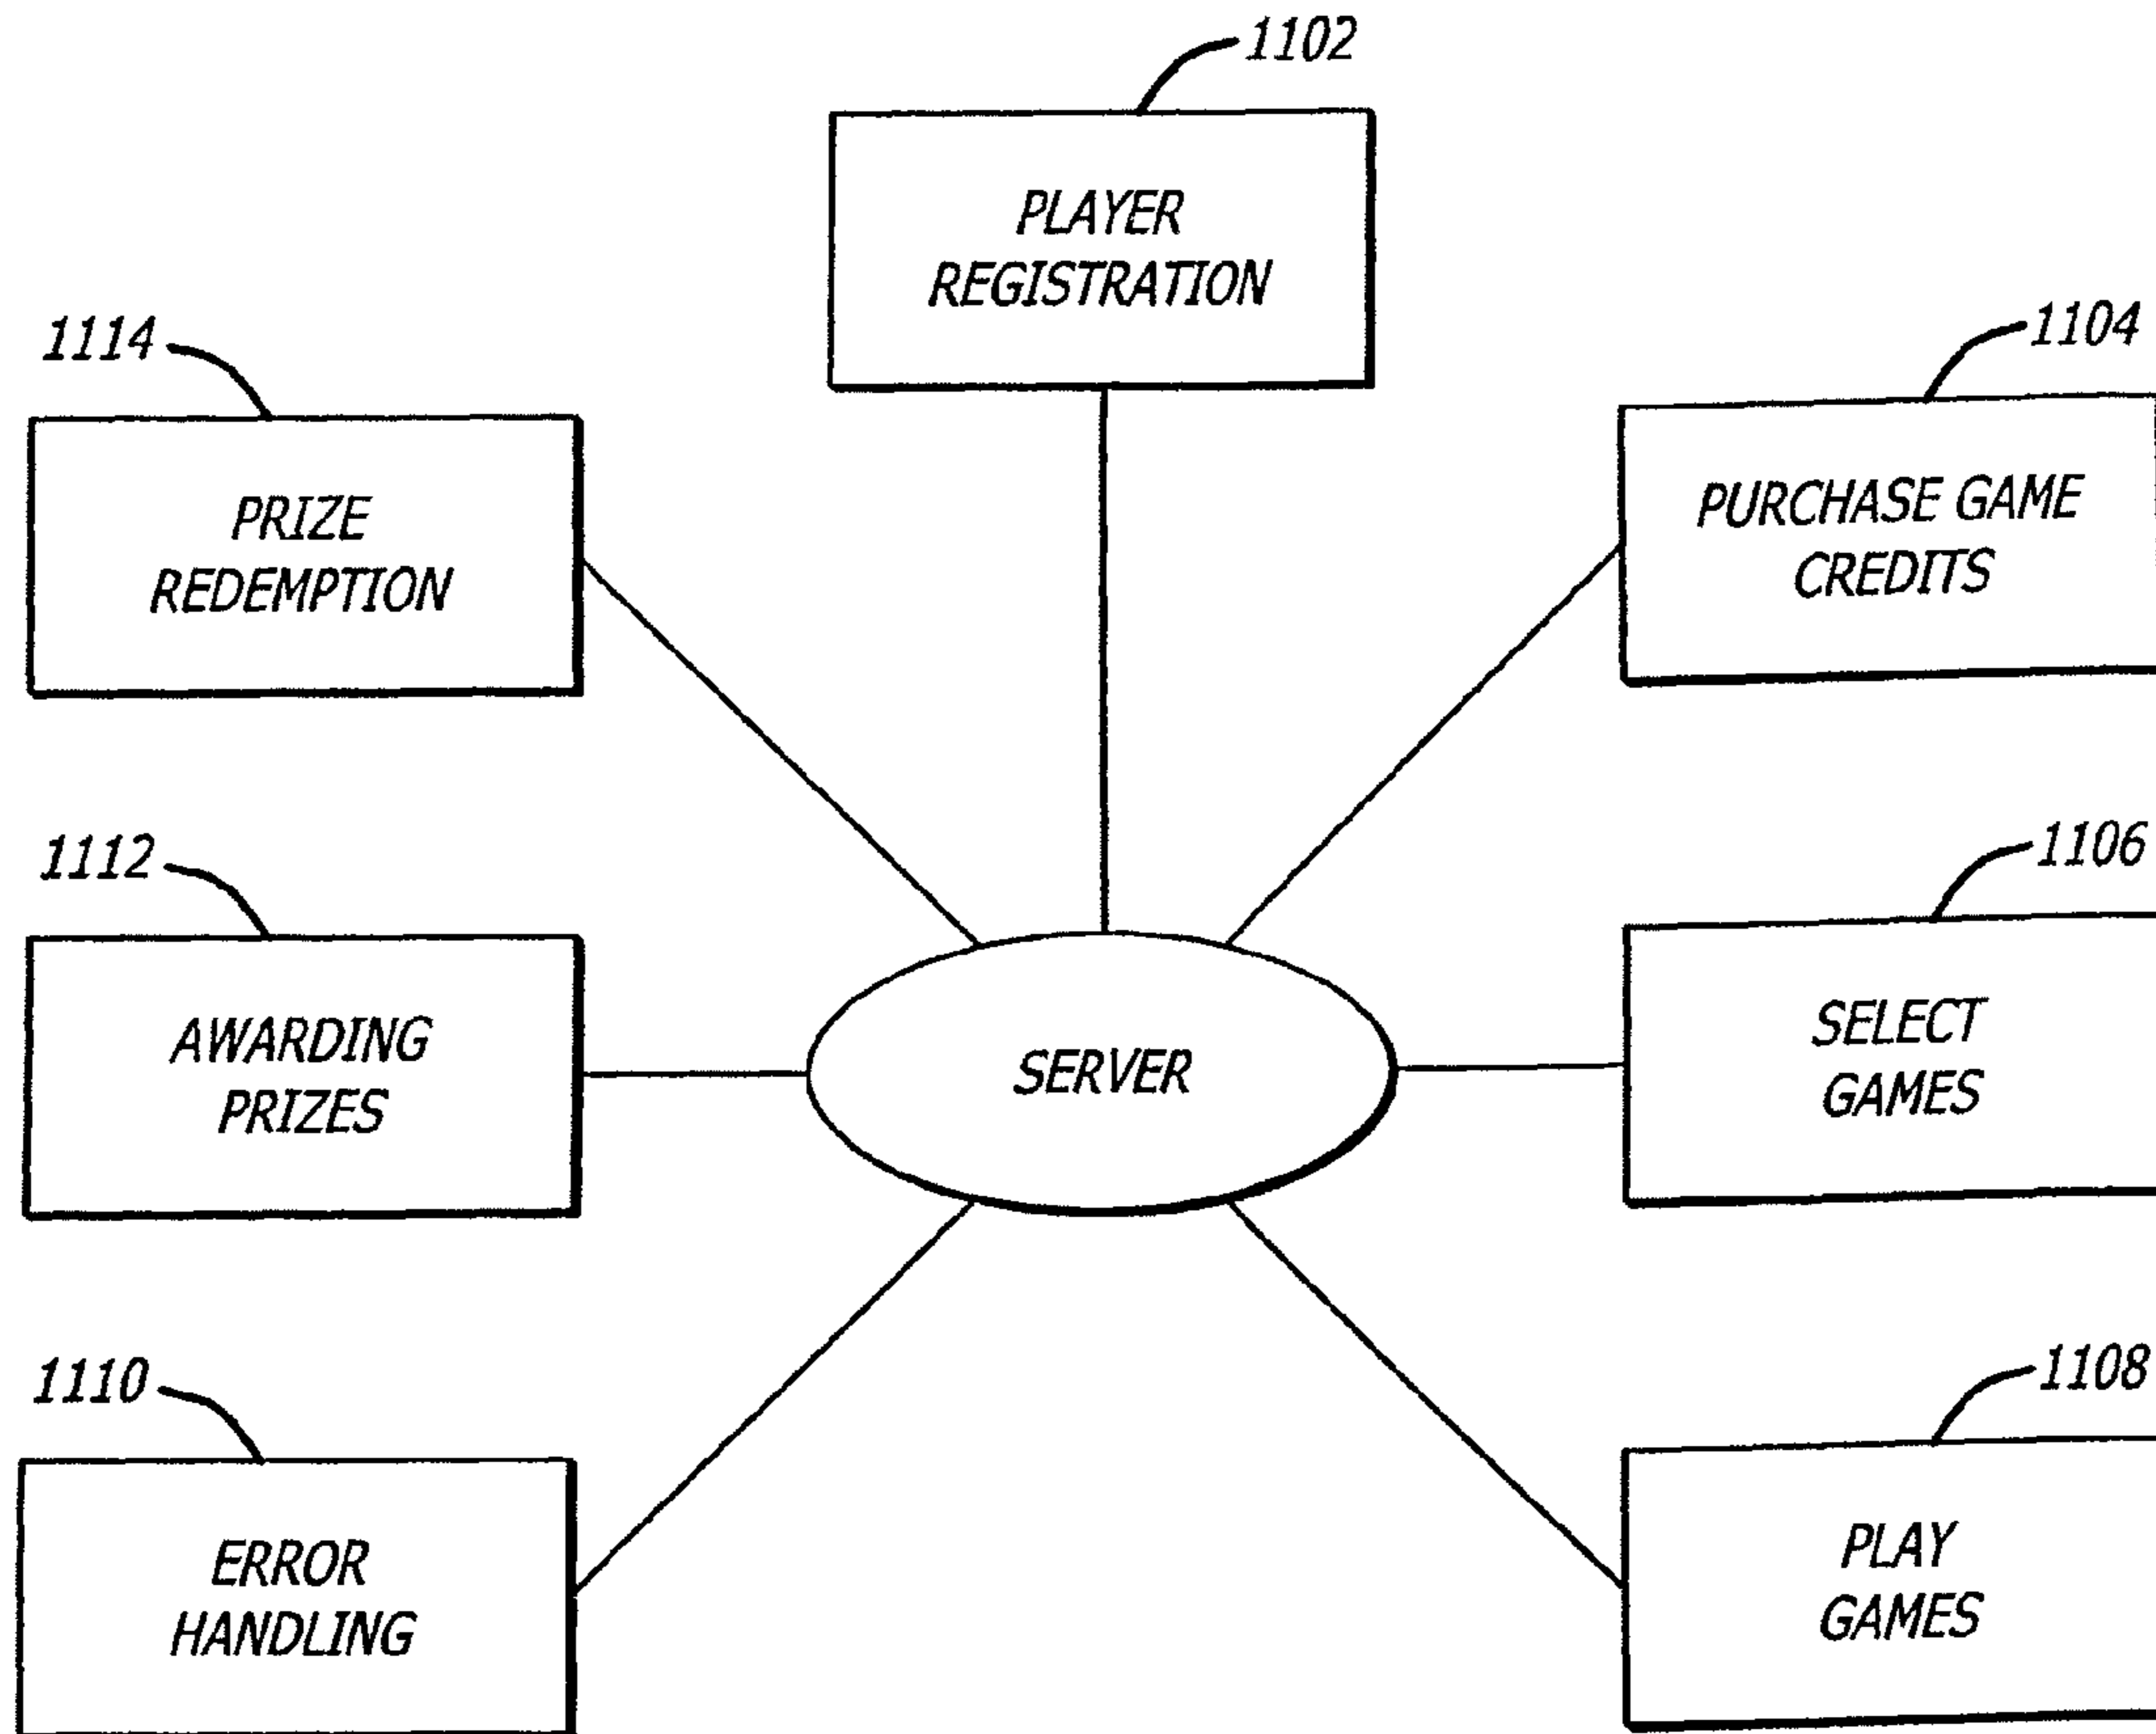 1102
PLAYER
REGISTRATION
1114
PRIZE
REDEMPTION
1104
PURCHASE GAME
CREDITS
1112
AWARDING
PRIZES
SERVER
1106
SELECT
GAMES
1110
ERROR
HANDLING
1108
PLAY
GAMES